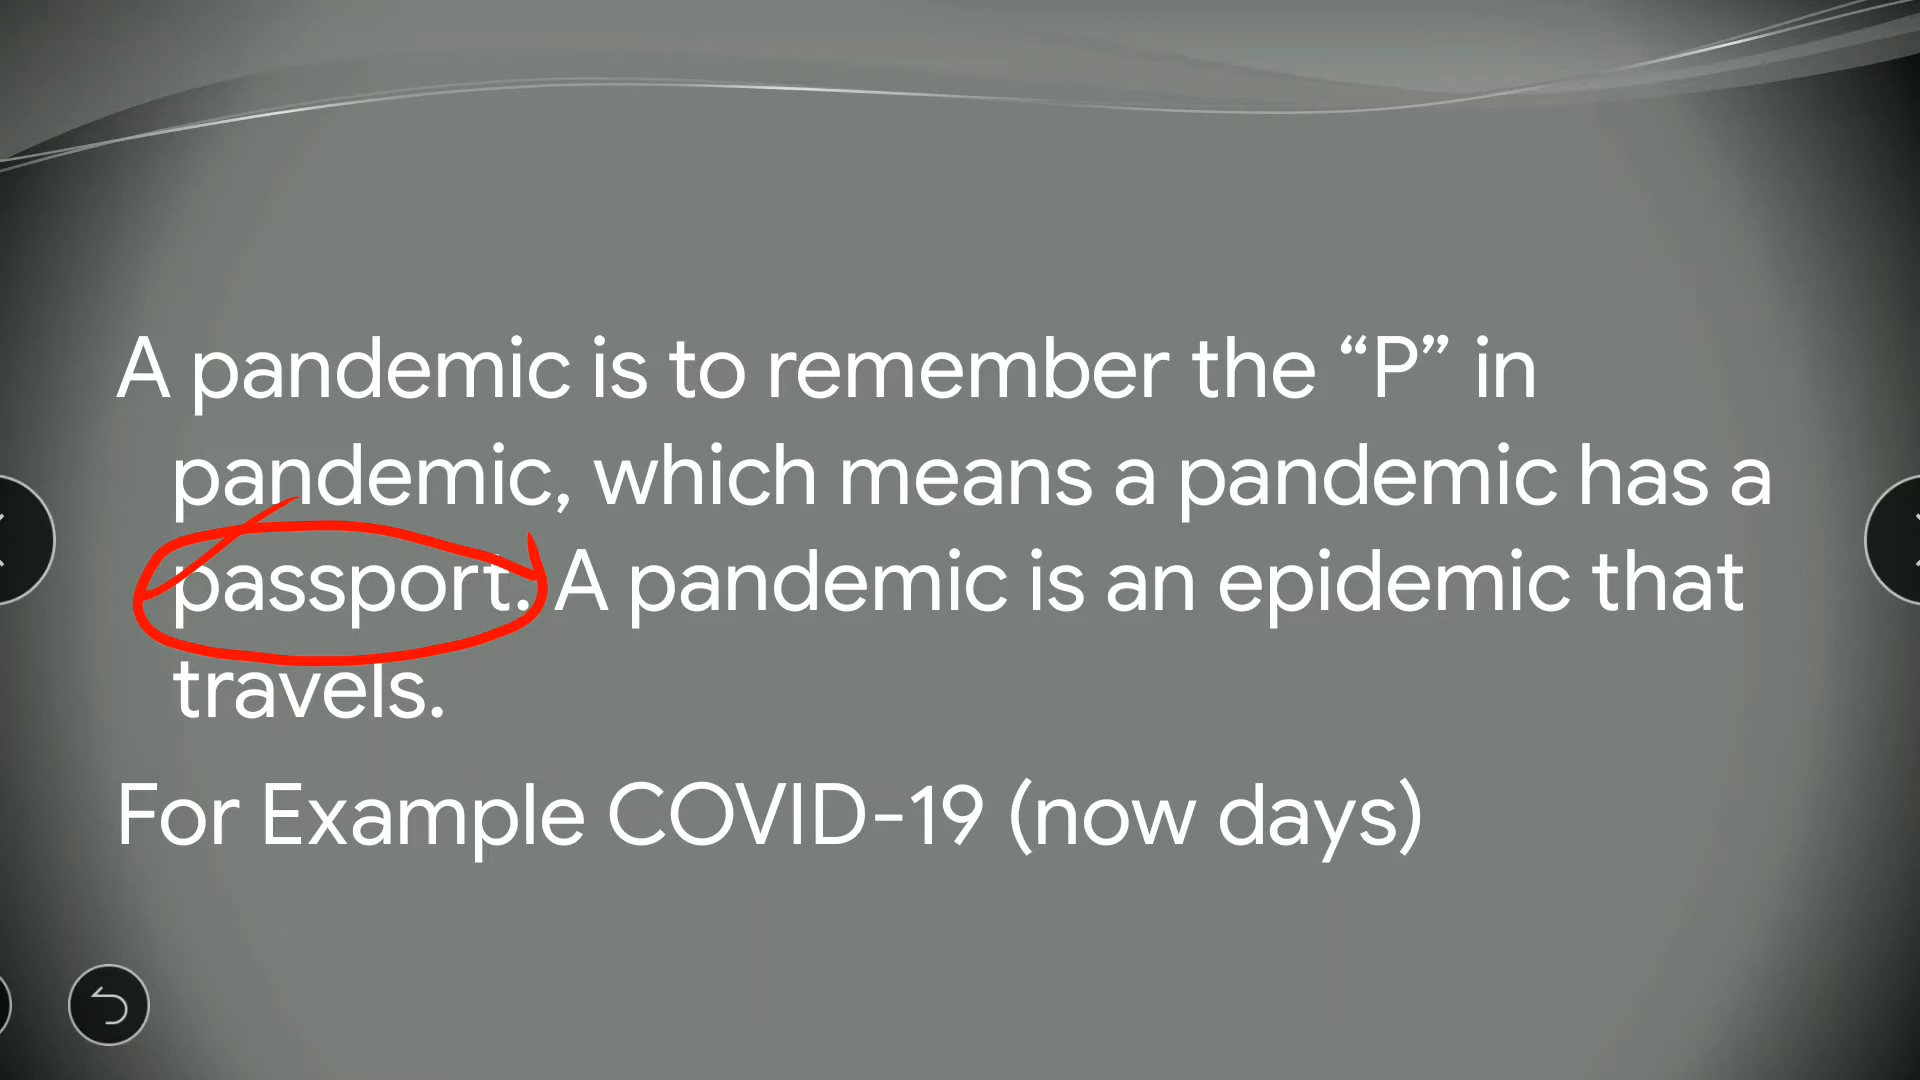 A pandemic is to remember the “P” in
pandemic, which means a pandemic has a
passport. A pandemic is an epidemic that
travels.
For Example COVID-19 (now days)